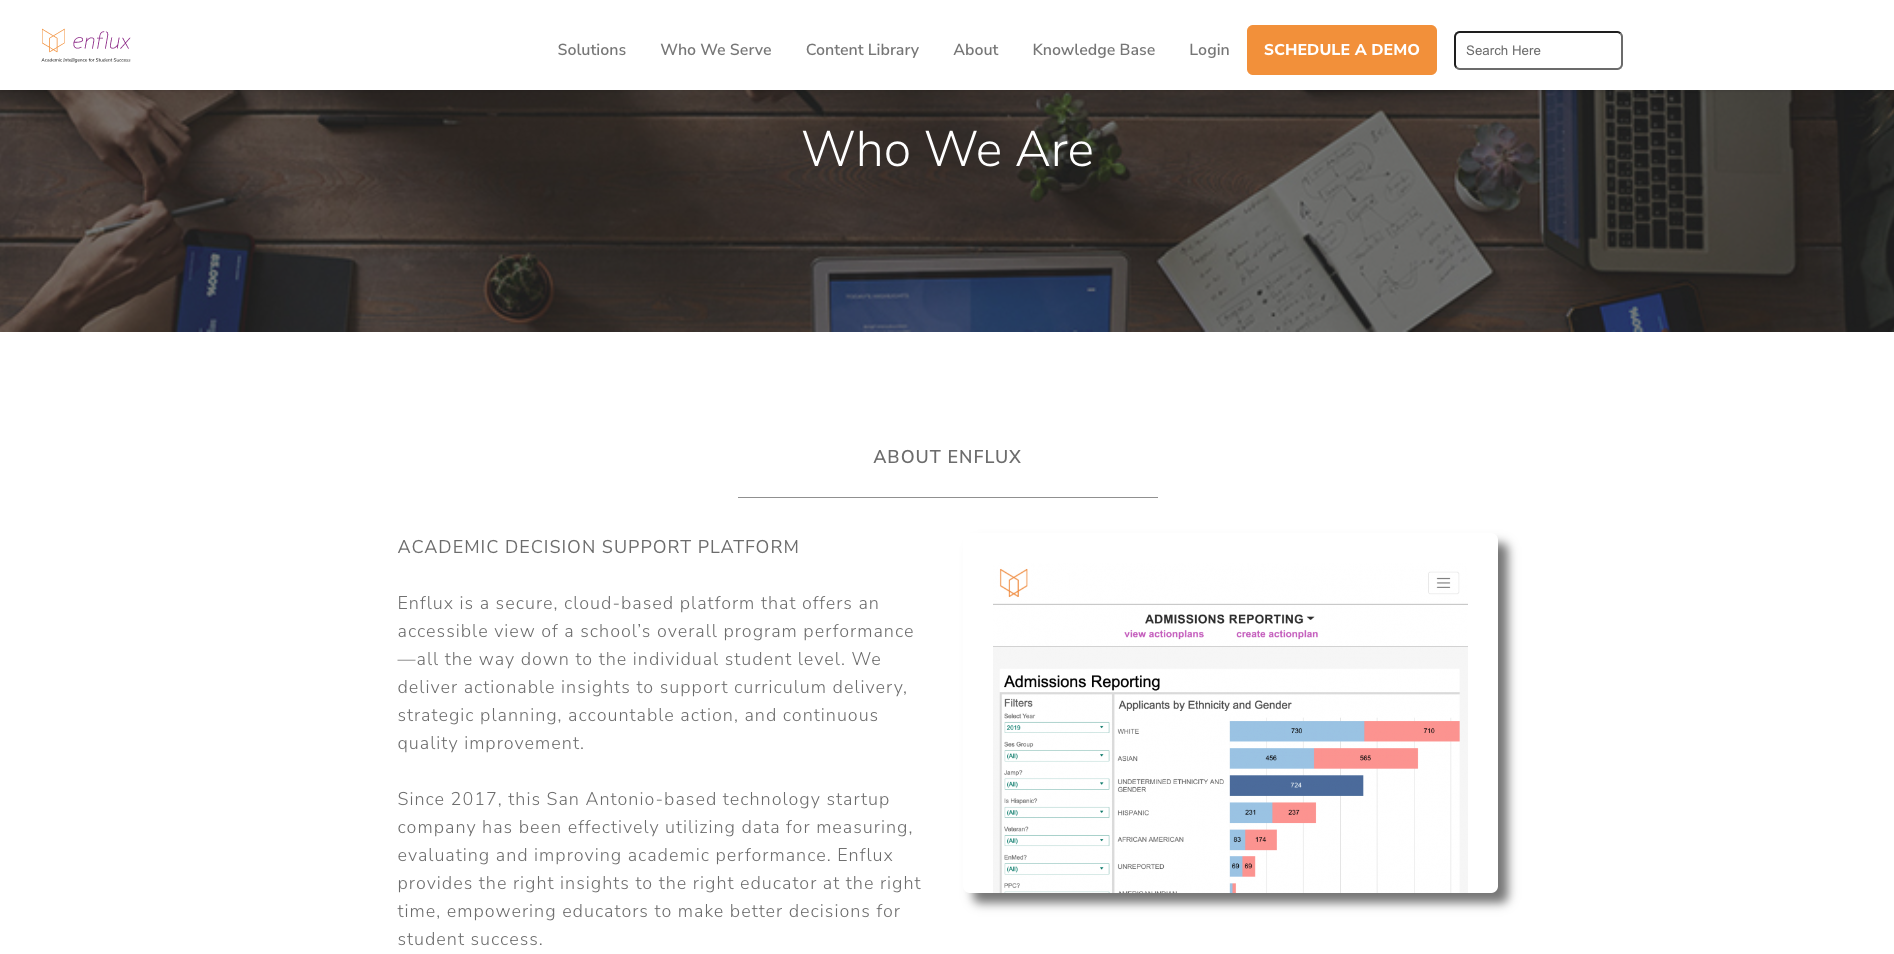 enflux
Academic Intelligence for Student Success
Solutions
Who We Serve
Content Library
About
Knowledge Base
Login
SCHEDULE A DEMO
Search Here
Who We Are
ABOUT ENFLUX
ACADEMIC DECISION SUPPORT PLATFORM
Enflux is a secure, cloud-based platform that offers an
accessible view of a school’s overall program performance
—all the way down to the individual student level. We
deliver actionable insights to support curriculum delivery,
strategic planning, accountable action, and continuous
quality improvement.
Since 2017, this San Antonio-based technology startup
company has been effectively utilizing data for measuring,
evaluating and improving academic performance. Enflux
provides the right insights to the right educator at the right
time, empowering educators to make better decisions for
student success.
ADMISSIONS REPORTING
view actionplans
create actionplan
Admissions Reporting
Filters
Select Year
2019
Ses Group
(All)
Jamp?
(All)
Is Hispanic?
(All)
Veteran?
(All)
EnMed?
(All)
PPC?
Applicants by Ethnicity and Gender
WHITE 730 710
ASIAN 456 565
UNDETERMINED ETHNICITY AND
GENDER 724
HISPANIC 231 237
AFRICAN AMERICAN 83 174
UNREPORTED 69 69